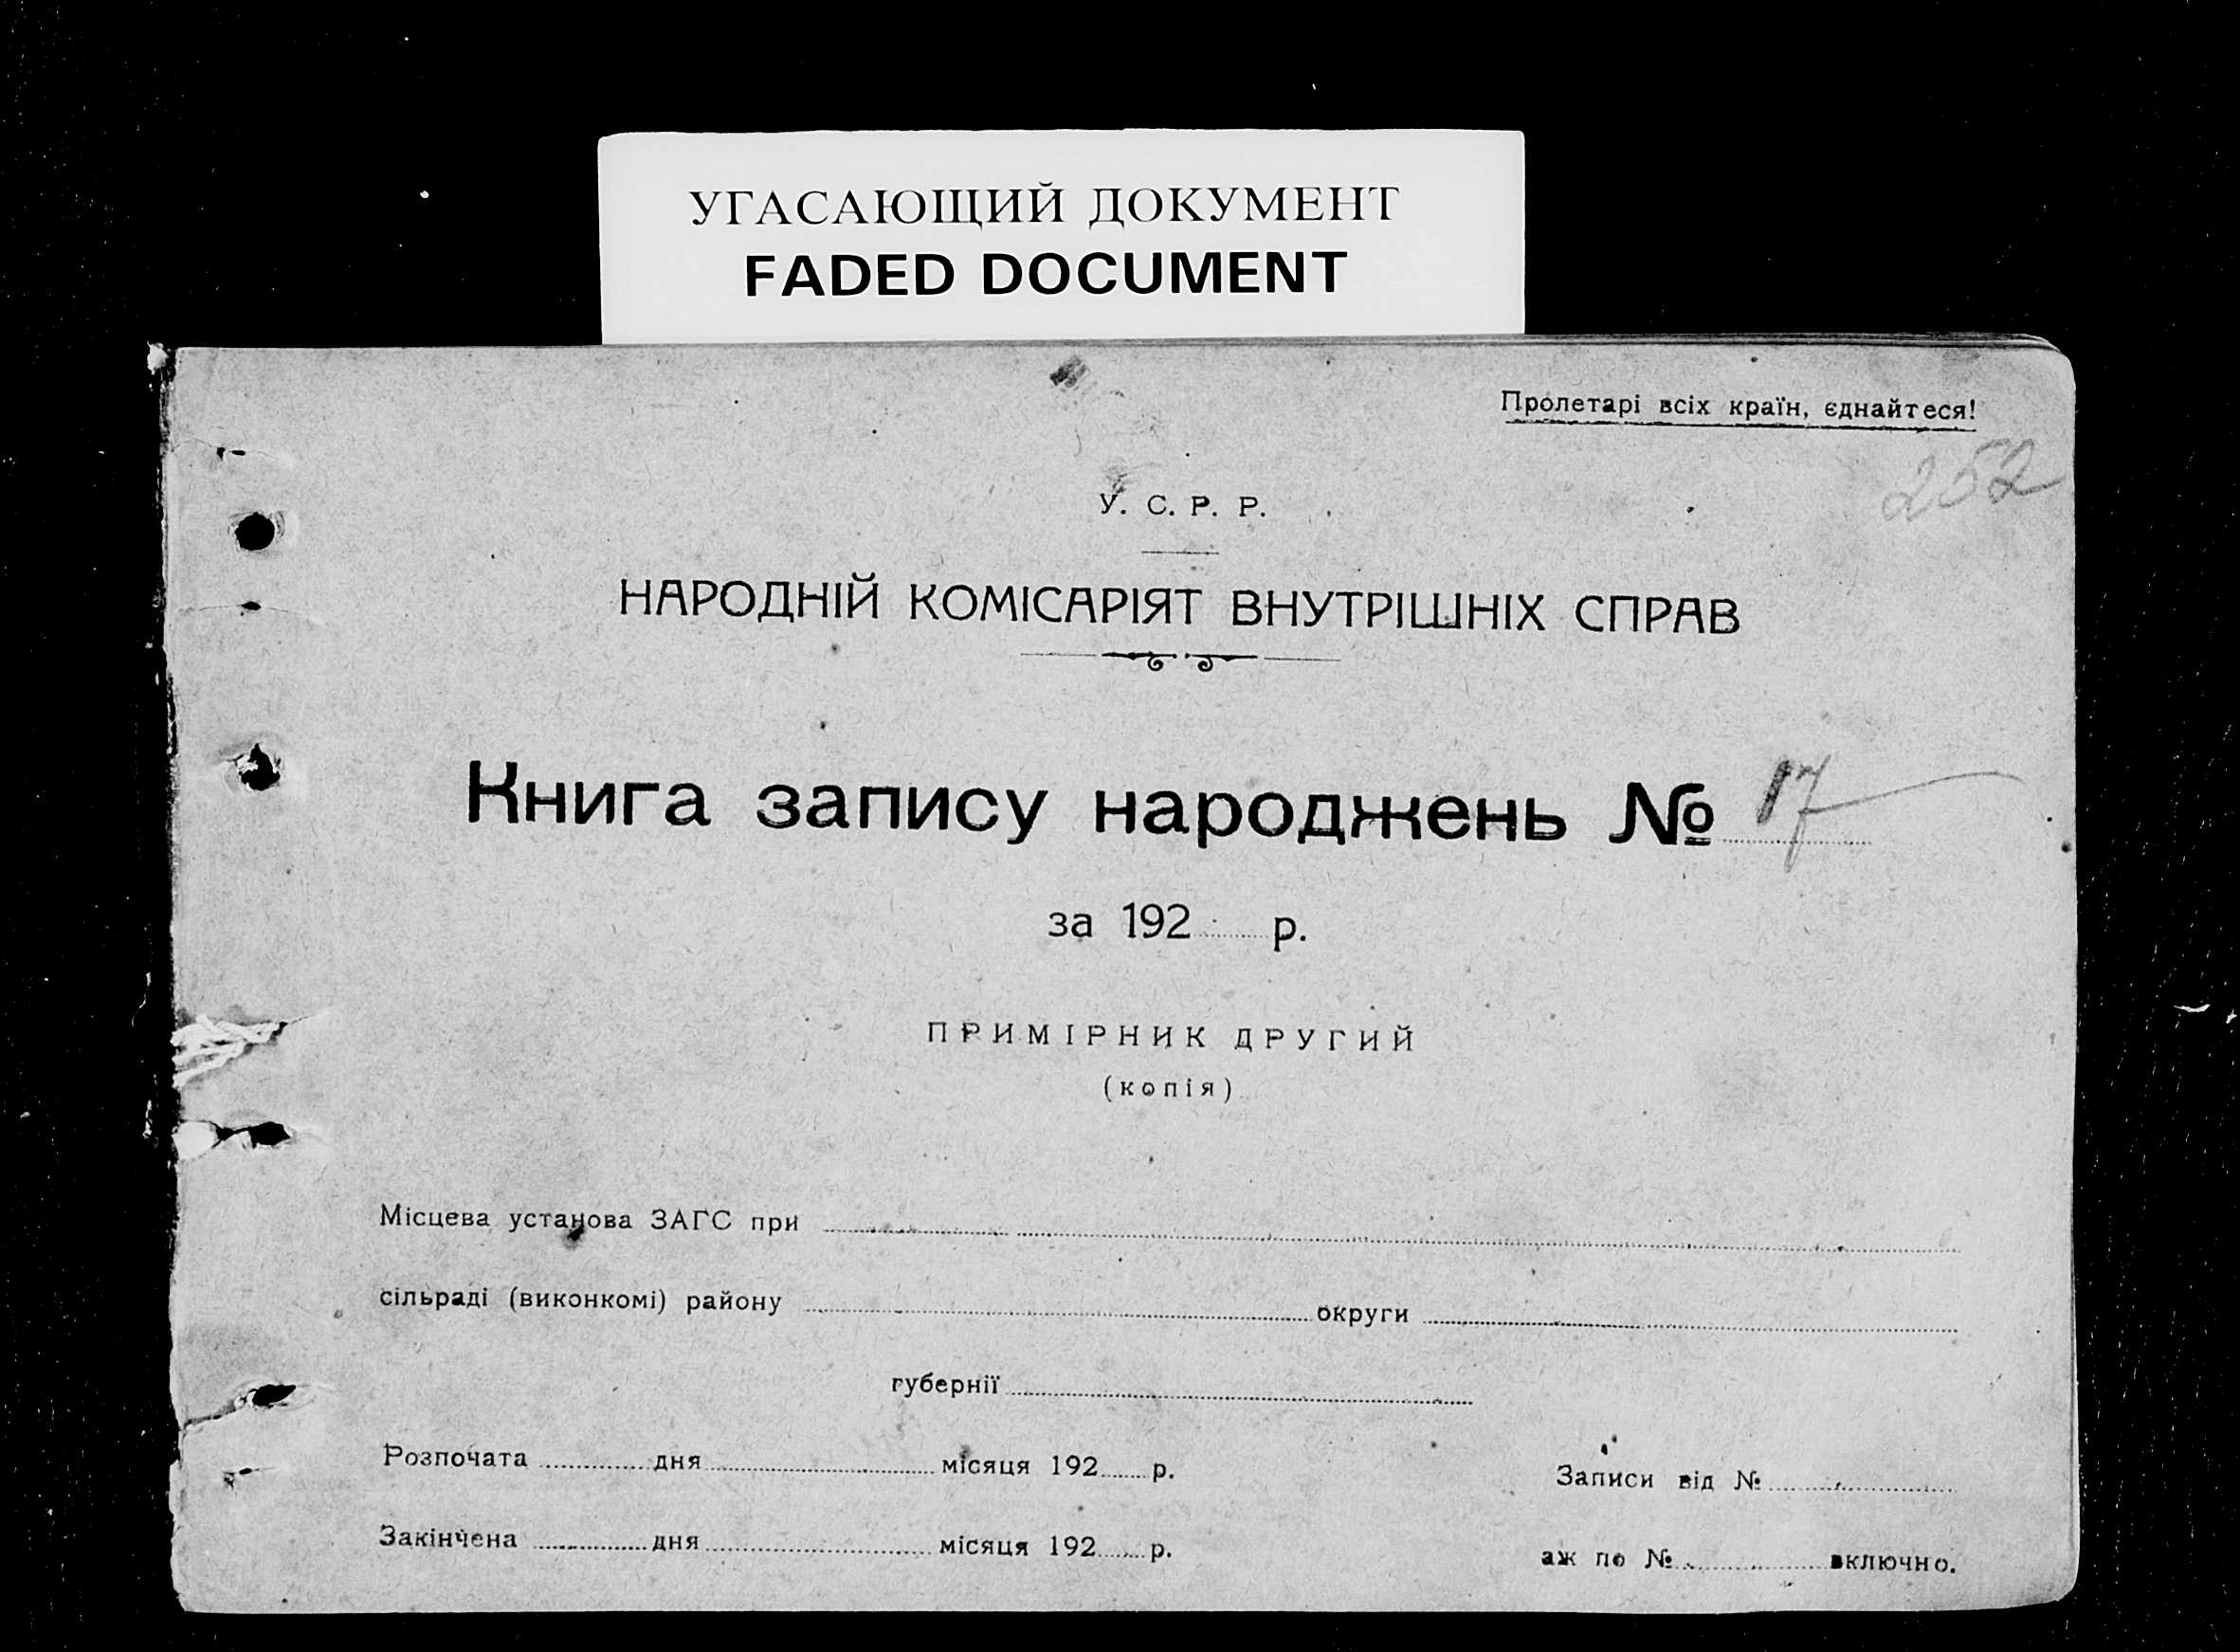 УГАСАЮЩИЙ ДОКУМЕНТ
FADED DOCUMENT
Пролетарі всіх країн, єднайтеся!
252
У. С. Р. Р.
НАРОДНІЙ КОМІСАРІЯТ ВНУТРІШНІХ СПРАВ
Книга запису народжень № 17
за 192 р.
ПРИМІРНИК ДРУГИЙ
(копія)
Місцева установа ЗАГС при
сільраді (виконкомі) району округи
губернії
Розпочата дня місяця 192 р.
Записи від №
Закінчена дня місяця 192 р.
аж по № включно.